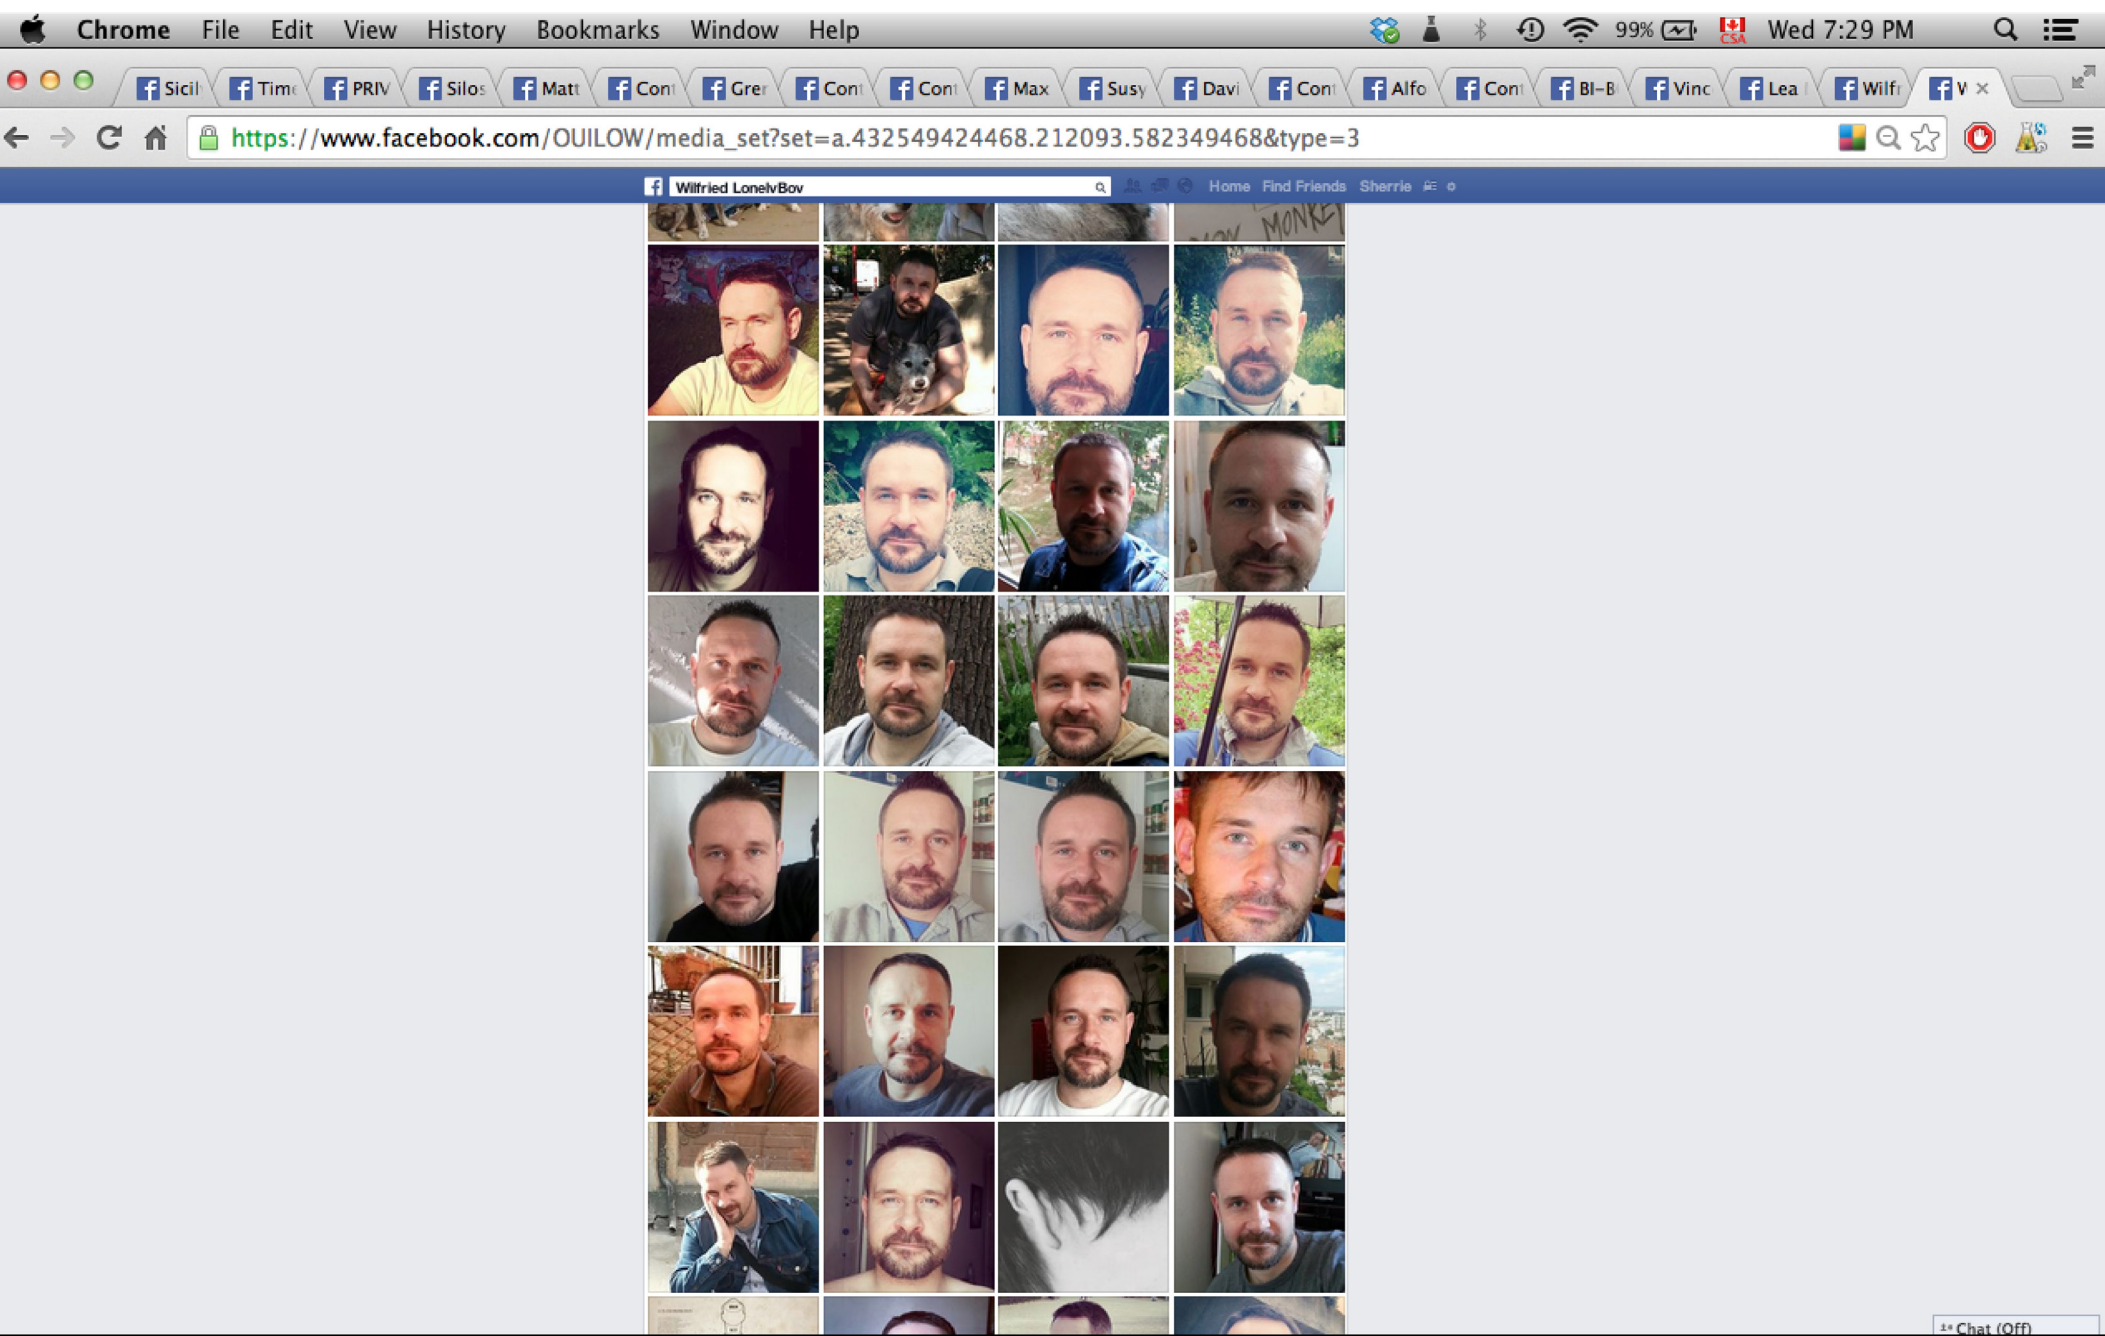 Chrome File Edit View History Bookmarks Window Help 99% CSA Wed 7:29 PM
Sicil Time PRIV Silos Matt Cont Gren Cont Cont Max Susy Davi Cont Alfo Cont BI-B Vinc Lea Wilfr W
https://www.facebook.com/OUILOW/media_set?set=a.432549424468.212093.582349468&type=3
Wilfried LonelyBoy Home Find Friends Sherrie
MONKEY
Chat (Off)